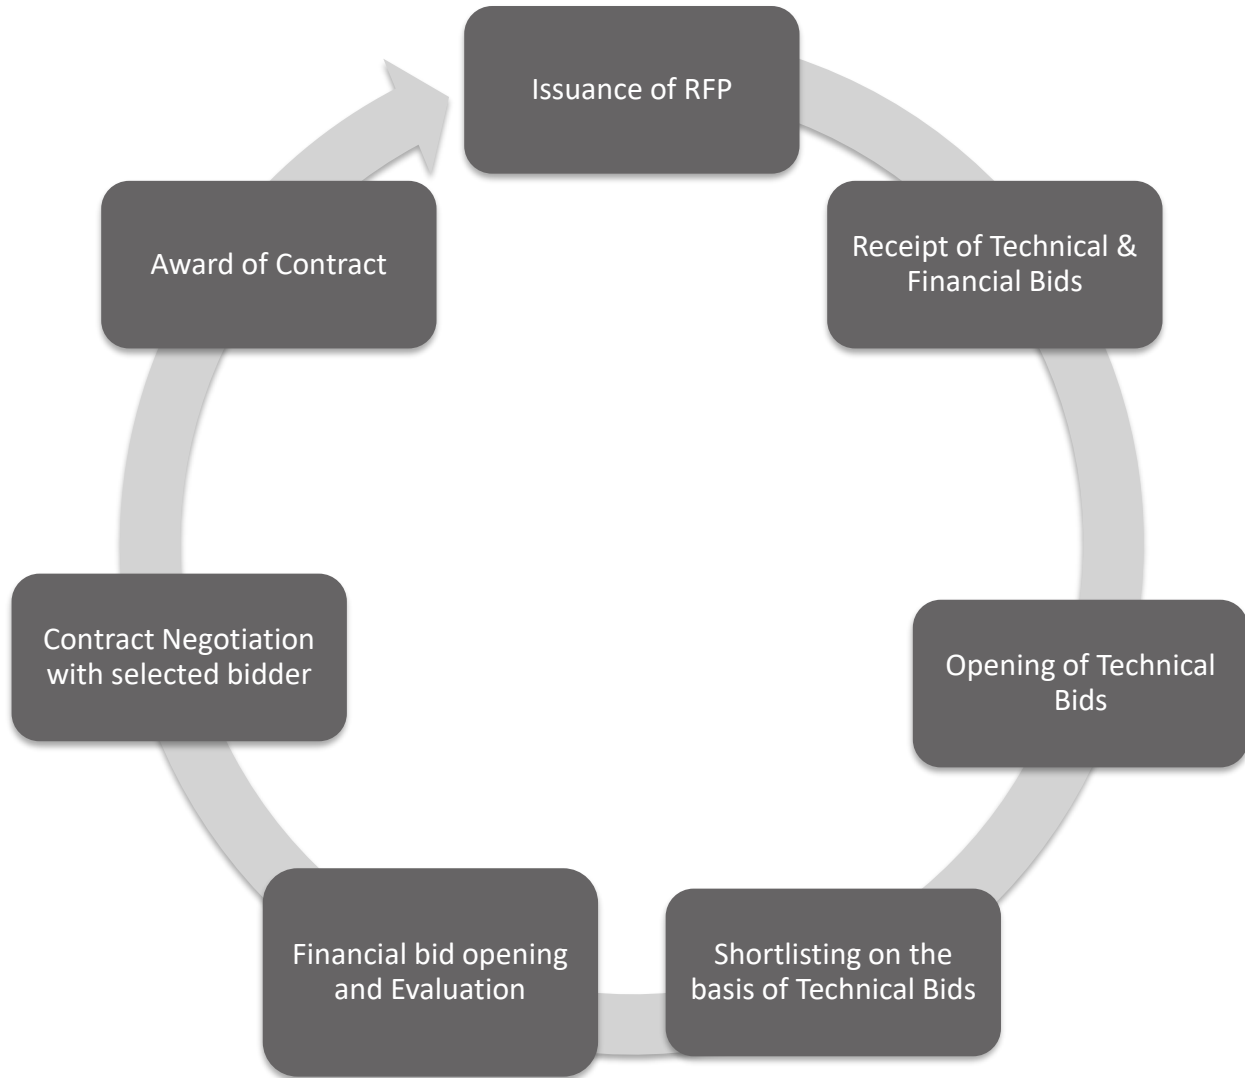 Issuance of RFP
Receipt of Technical &
Financial Bids
Opening of Technical
Bids
Shortlisting on the
basis of Technical Bids
Financial bid opening
and Evaluation
Contract Negotiation
with selected bidder
Award of Contract